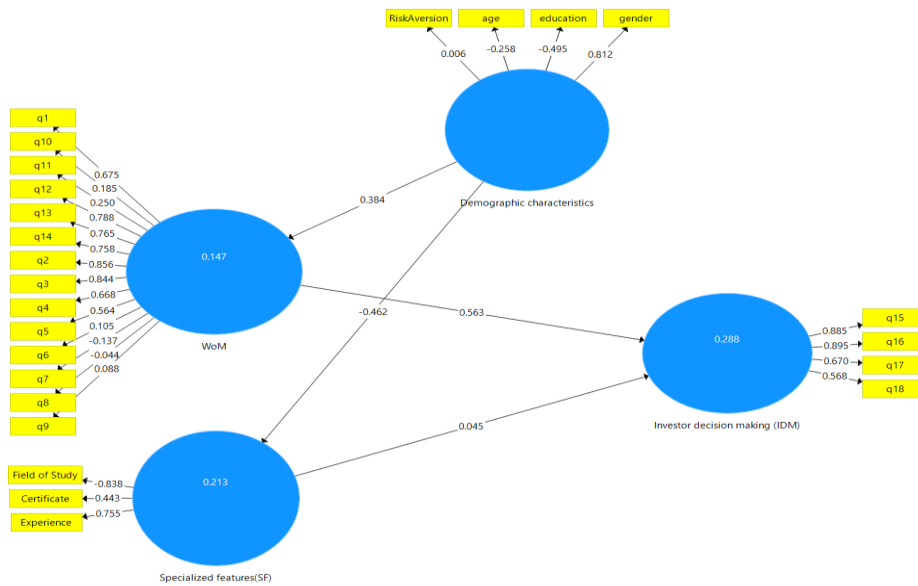 RiskAversion age education gender
0.006 -0.258 -0.495 0.812
Demographic characteristics
q1
q10
q11
q12
q13
q14
q2
q3
q4
q5
q6
q7
q8
q9
0.675
0.185
0.250
0.788
0.765
0.758
0.856
0.844
0.668
0.564
0.105
-0.137
-0.044
0.088
0.147
WoM
0.384
-0.462
0.563
0.045
0.288
Investor decision making (IDM)
0.885
0.895
0.670
0.568
q15
q16
q17
q18
Field of Study
Certificate
Experience
-0.838
0.443
0.755
0.213
Specialized features(SF)